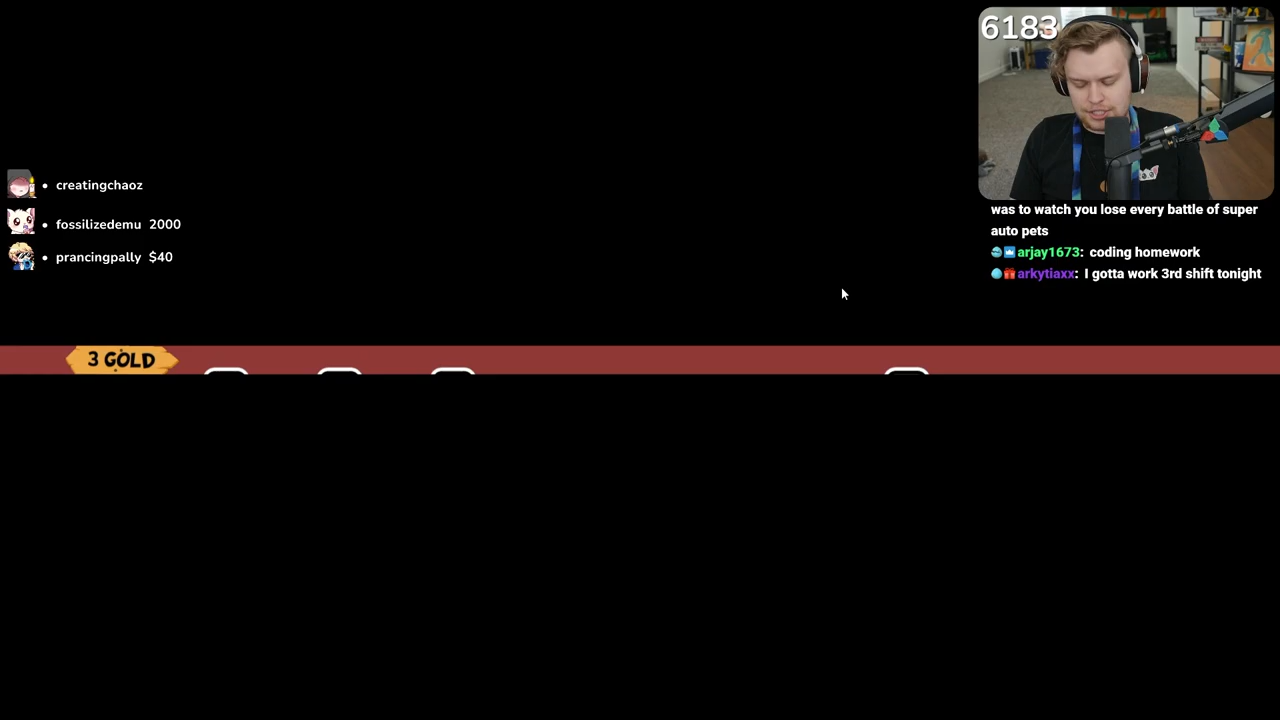 6183
creatingchaoz
fossilizedemu 2000
prancingpally $40
was to watch you lose every battle of super
auto pets
arjay1673: coding homework
arkytiaxx: I gotta work 3rd shift tonight
3 GOLD